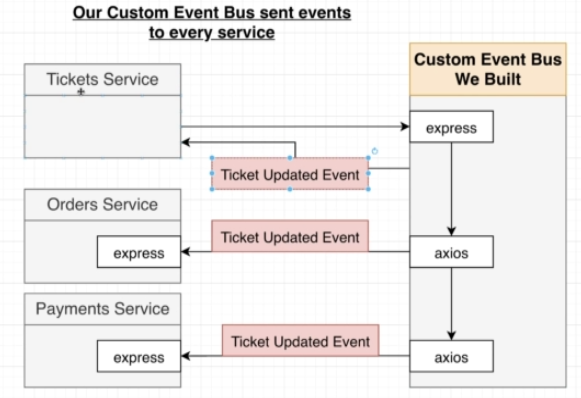 Our Custom Event Bus sent events
to every service
Custom Event Bus
We Built
Tickets Service
express
Ticket Updated Event
Orders Service
Ticket Updated Event
express
axios
Payments Service
Ticket Updated Event
express
axios